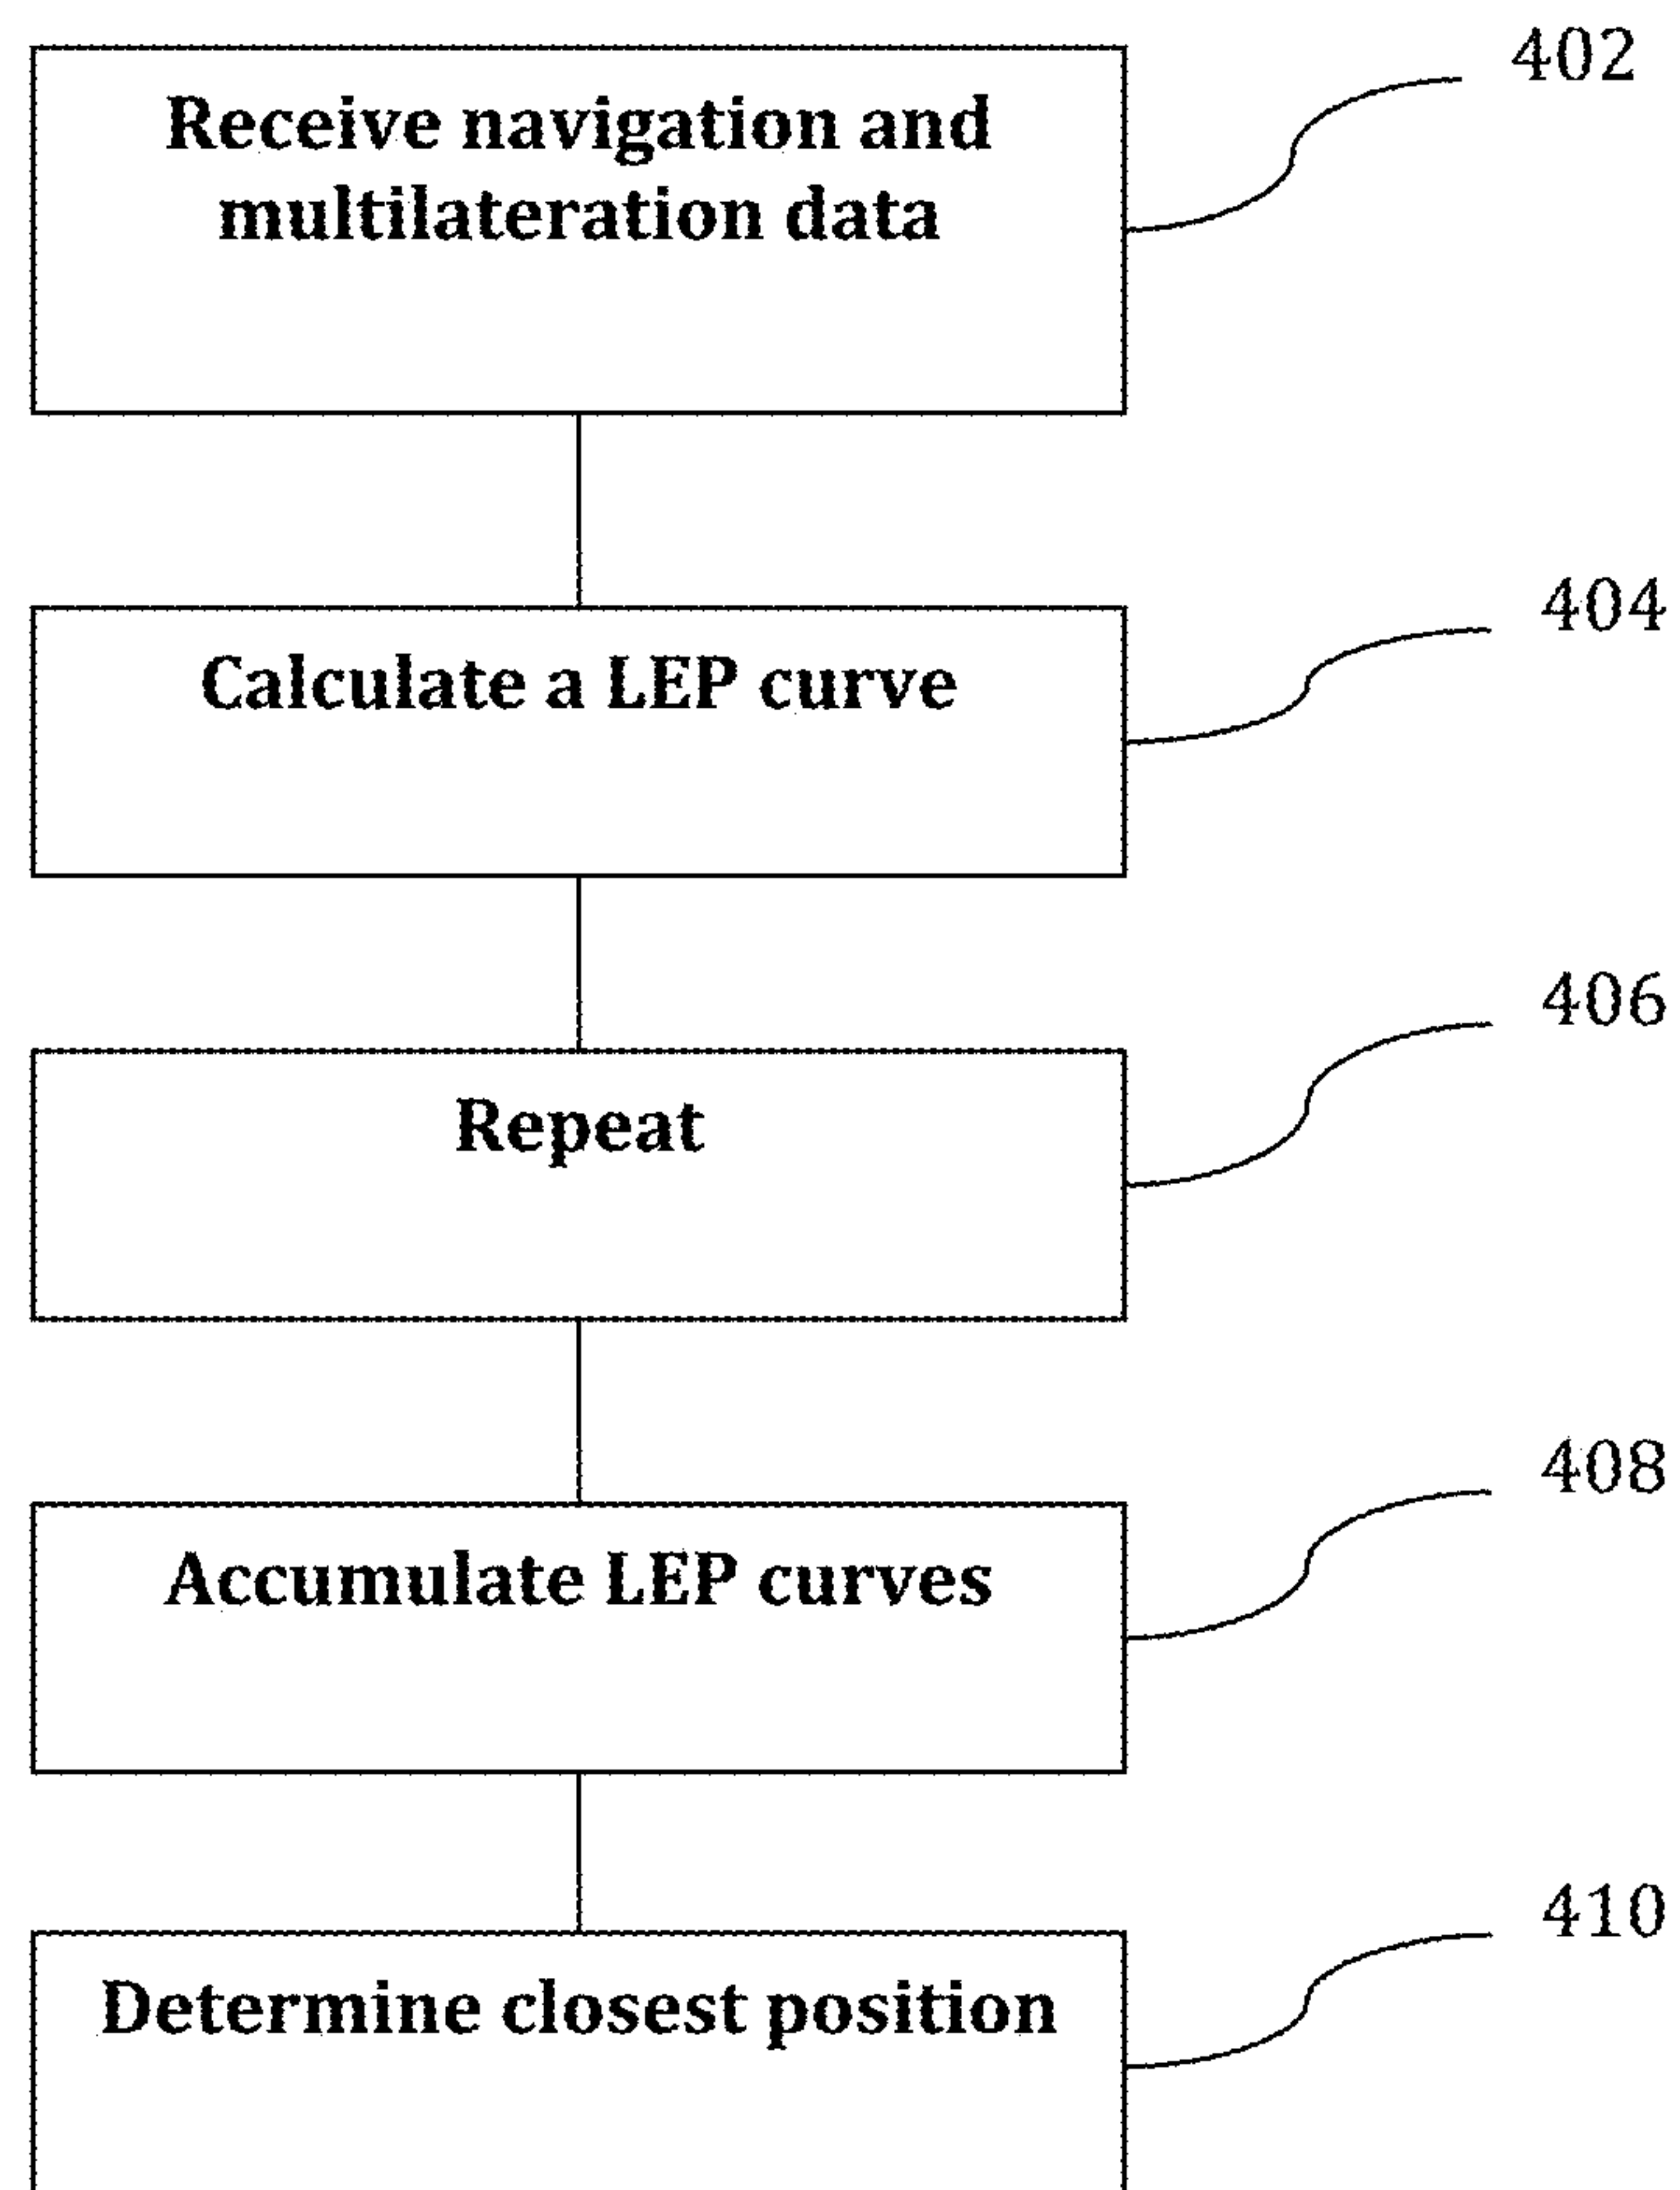 402
Receive navigation and
multilateration data
404
Calculate a LEP curve
406
Repeat
408
Accumulate LEP curves
410
Determine closest position